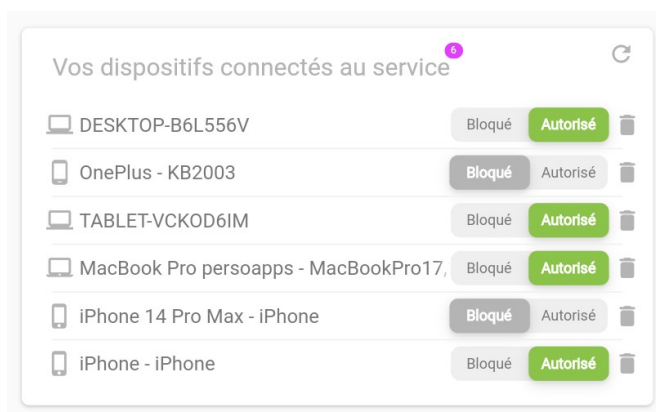 Vos dispositifs connectés au service 6
DESKTOP-B6L556V Bloqué Autorisé
OnePlus - KB2003 Bloqué Autorisé
TABLET-VCKOD6IM Bloqué Autorisé
MacBook Pro persoapps - MacBookPro17, Bloqué Autorisé
iPhone 14 Pro Max - iPhone Bloqué Autorisé
iPhone - iPhone Bloqué Autorisé